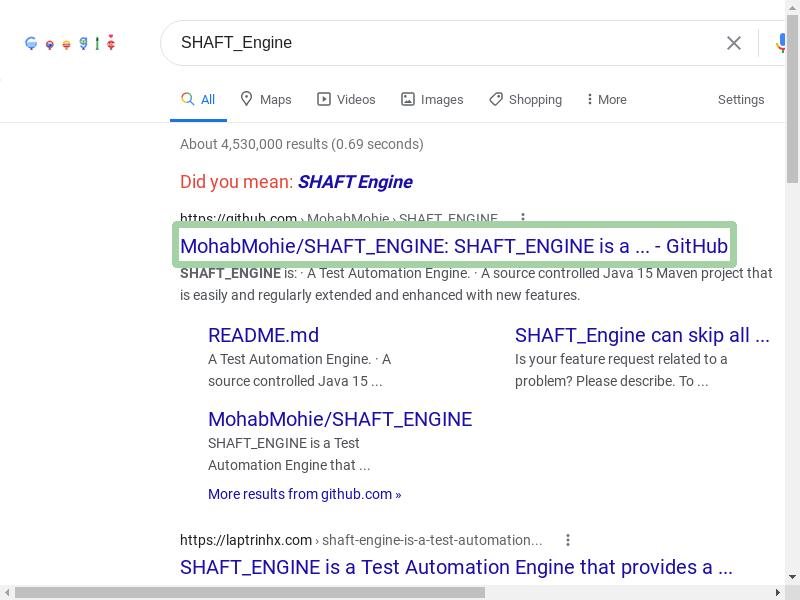 Google
SHAFT_Engine
All
Maps
Videos
Images
Shopping
More
Settings
About 4,530,000 results (0.69 seconds)
Did you mean: SHAFT Engine
https://github.com › MohabMohie › SHAFT_ENGINE
MohabMohie/SHAFT_ENGINE: SHAFT_ENGINE is a ... - GitHub
SHAFT_ENGINE is: · A Test Automation Engine. · A source controlled Java 15 Maven project that
is easily and regularly extended and enhanced with new features.
README.md
A Test Automation Engine. · A
source controlled Java 15 ...
SHAFT_Engine can skip all ...
Is your feature request related to a
problem? Please describe. To ...
MohabMohie/SHAFT_ENGINE
SHAFT_ENGINE is a Test
Automation Engine that ...
More results from github.com »
https://laptrinhx.com › shaft-engine-is-a-test-automation...
SHAFT_ENGINE is a Test Automation Engine that provides a ...